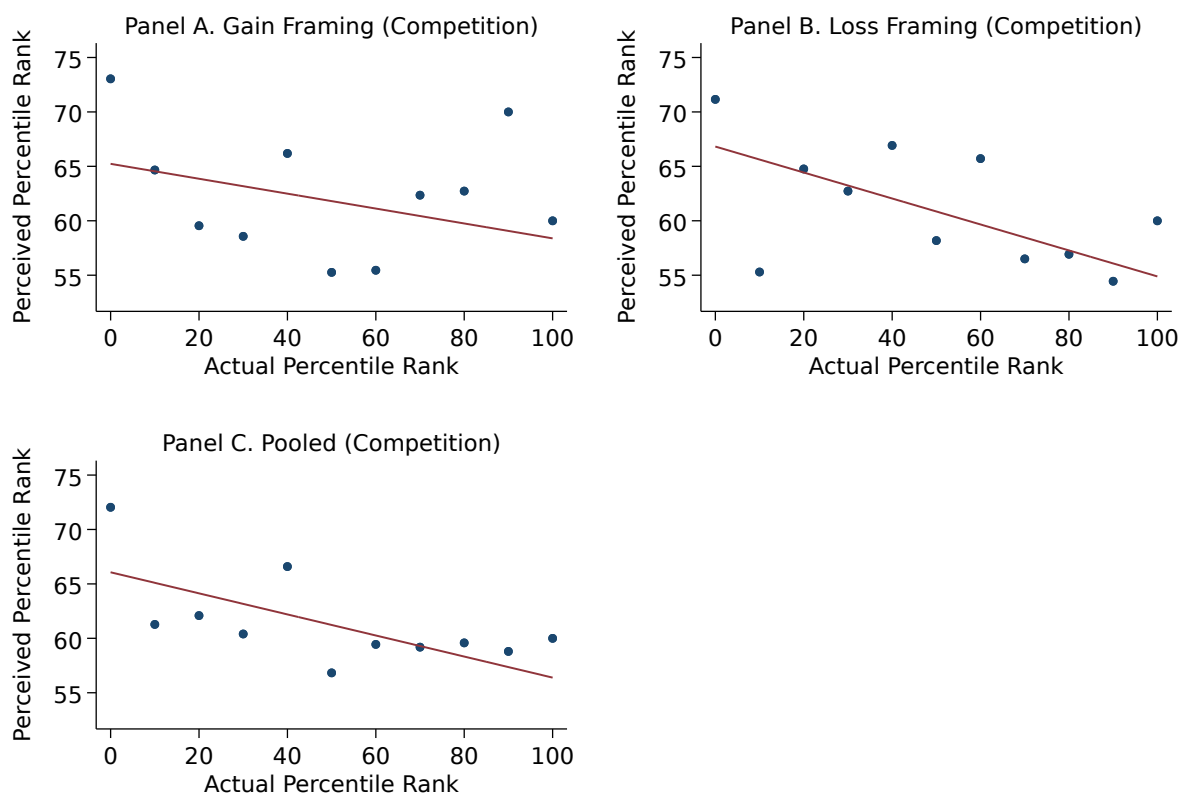 Panel A. Gain Framing (Competition)
Perceived Percentile Rank
75
70
65
60
55
0 20 40 60 80 100
Actual Percentile Rank
Panel B. Loss Framing (Competition)
Perceived Percentile Rank
75
70
65
60
55
0 20 40 60 80 100
Actual Percentile Rank
Panel C. Pooled (Competition)
Perceived Percentile Rank
75
70
65
60
55
0 20 40 60 80 100
Actual Percentile Rank